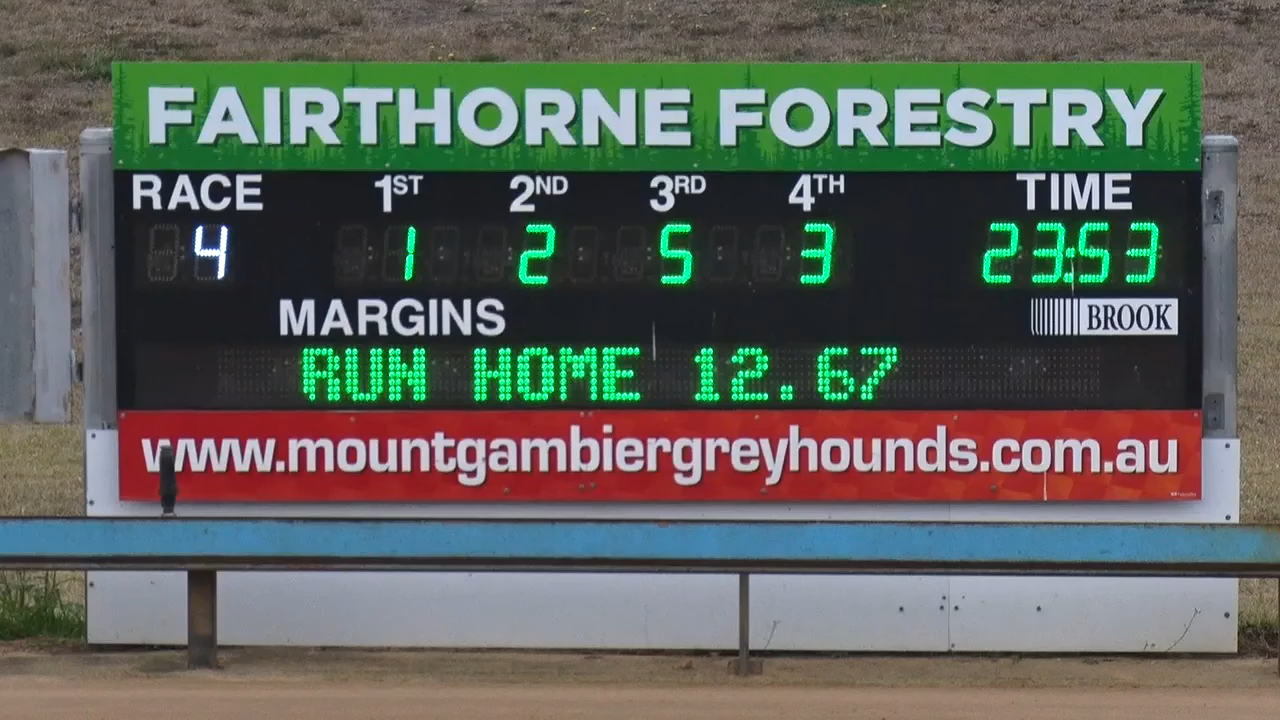 FAIRTHORNE FORESTRY
RACE 1ST 2ND 3RD 4TH TIME
4 1 2 5 3 23:53
MARGINS
BROOK
RUN HOME 12.67
www.mountgambiergreyhounds.com.au